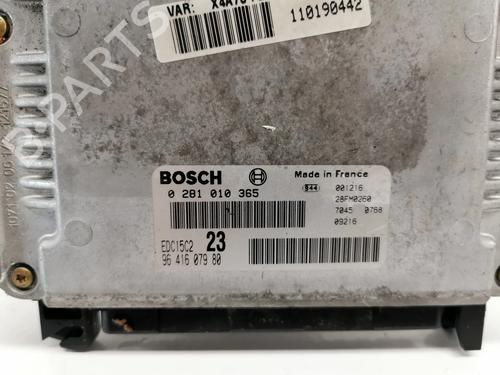 VAR:
110190442
BOSCH
Made in France
0 281 010 365
844
001216
28FM0260
7045 0768
09216
EDC15C2 23
96 416 079 80